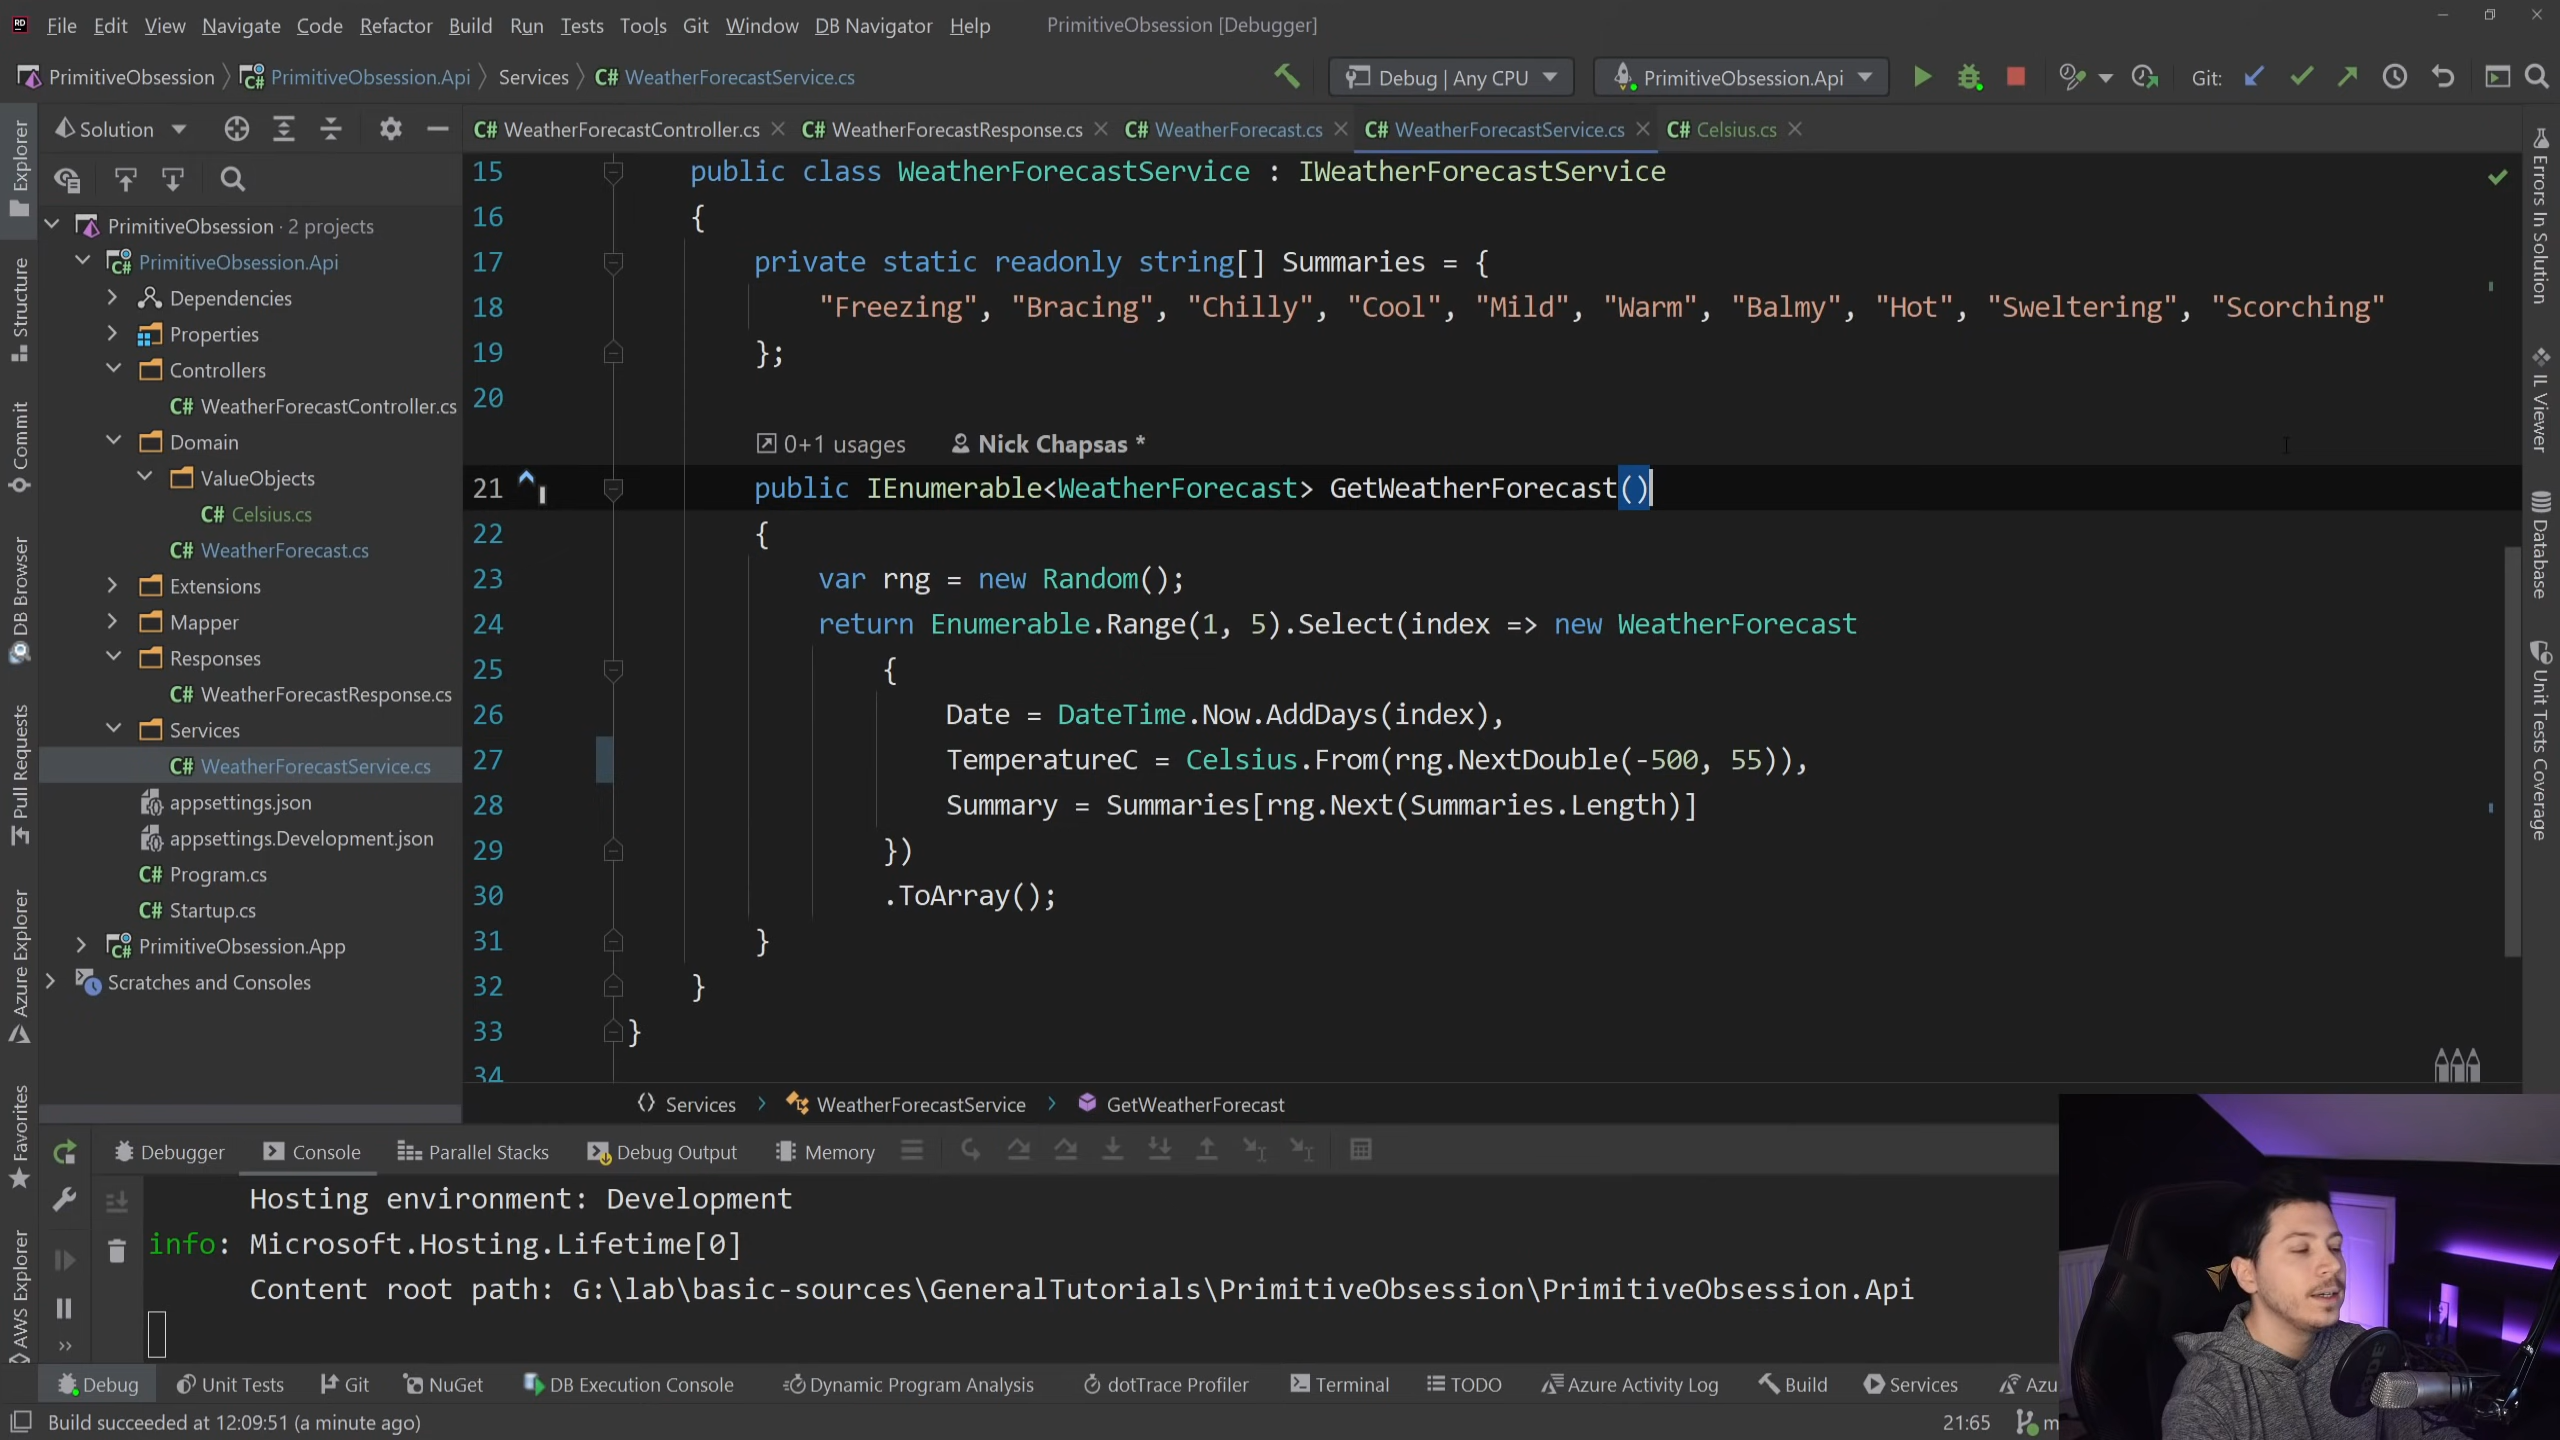 File Edit View Navigate Code Refactor Build Run Tests Tools Git Window DB Navigator Help PrimitiveObsession [Debugger]
PrimitiveObsession PrimitiveObsession.Api Services C# WeatherForecastService.cs Debug | Any CPU PrimitiveObsession.Api Git:
Solution
C# WeatherForecastController.cs C# WeatherForecastResponse.cs C# WeatherForecast.cs C# WeatherForecastService.cs C# Celsius.cs
Explorer
Structure
Commit
DB Browser
Pull Requests
Azure Explorer
Favorites
AWS Explorer
PrimitiveObsession · 2 projects
PrimitiveObsession.Api
Dependencies
Properties
Controllers
C# WeatherForecastController.cs
Domain
ValueObjects
C# Celsius.cs
C# WeatherForecast.cs
Extensions
Mapper
Responses
C# WeatherForecastResponse.cs
Services
C# WeatherForecastService.cs
appsettings.json
appsettings.Development.json
C# Program.cs
C# Startup.cs
PrimitiveObsession.App
Scratches and Consoles
15 public class WeatherForecastService : IWeatherForecastService
16 {
17 private static readonly string[] Summaries = {
18 "Freezing", "Bracing", "Chilly", "Cool", "Mild", "Warm", "Balmy", "Hot", "Sweltering", "Scorching"
19 };
20
0+1 usages Nick Chapsas *
21 public IEnumerable<WeatherForecast> GetWeatherForecast()
22 {
23 var rng = new Random();
24 return Enumerable.Range(1, 5).Select(index => new WeatherForecast
25 {
26 Date = DateTime.Now.AddDays(index),
27 TemperatureC = Celsius.From(rng.NextDouble(-500, 55)),
28 Summary = Summaries[rng.Next(Summaries.Length)]
29 })
30 .ToArray();
31 }
32 }
33 }
34
Errors In Solution
IL Viewer
Database
Unit Tests Coverage
Services WeatherForecastService GetWeatherForecast
Debugger Console Parallel Stacks Debug Output Memory
Hosting environment: Development
info: Microsoft.Hosting.Lifetime[0]
Content root path: G:\lab\basic-sources\GeneralTutorials\PrimitiveObsession\PrimitiveObsession.Api
Debug Unit Tests Git NuGet DB Execution Console Dynamic Program Analysis dotTrace Profiler Terminal TODO Azure Activity Log Build Services Azu
Build succeeded at 12:09:51 (a minute ago) 21:65 m